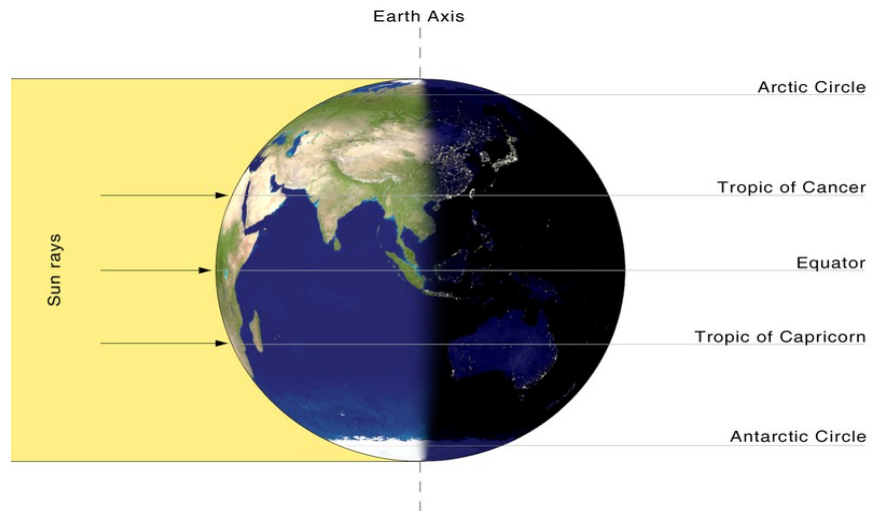 Earth Axis
Arctic Circle
Tropic of Cancer
Sun rays
Equator
Tropic of Capricorn
Antarctic Circle